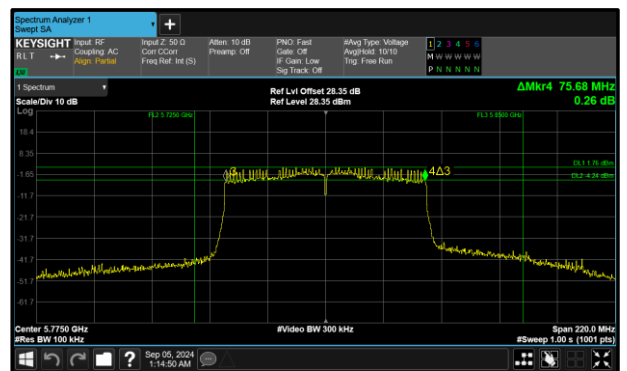 Spectrum Analyzer 1
Swept SA
KEYSIGHT
RLT
Input: RF
Coupling: AC
Align: Partial
Input Z: 50 Ω
Corr CCorr
Freq Ref: Int (S)
Atten: 10 dB
Preamp: Off
PNO: Fast
Gate: Off
IF Gain: Low
Sig Track: Off
#Avg Type: Voltage
Avg|Hold: 10/10
Trig: Free Run
1 2 3 4 5 6
M W W W W W
P N N N N N
1 Spectrum
Scale/Div 10 dB
Ref Lvl Offset 28.35 dB
Ref Level 28.35 dBm
ΔMkr4 75.68 MHz
0.26 dB
Log
FL2 5.7250 GHz
FL3 5.8500 GHz
18.4
8.35
DL1 1.76 dBm
-1.65
3
4Δ3
DL2 -4.24 dBm
-11.7
-21.7
-31.7
-41.7
-51.7
-61.7
Center 5.7750 GHz
#Video BW 300 kHz
Span 220.0 MHz
#Res BW 100 kHz
#Sweep 1.00 s (1001 pts)
?
Sep 05, 2024
1:14:50 AM